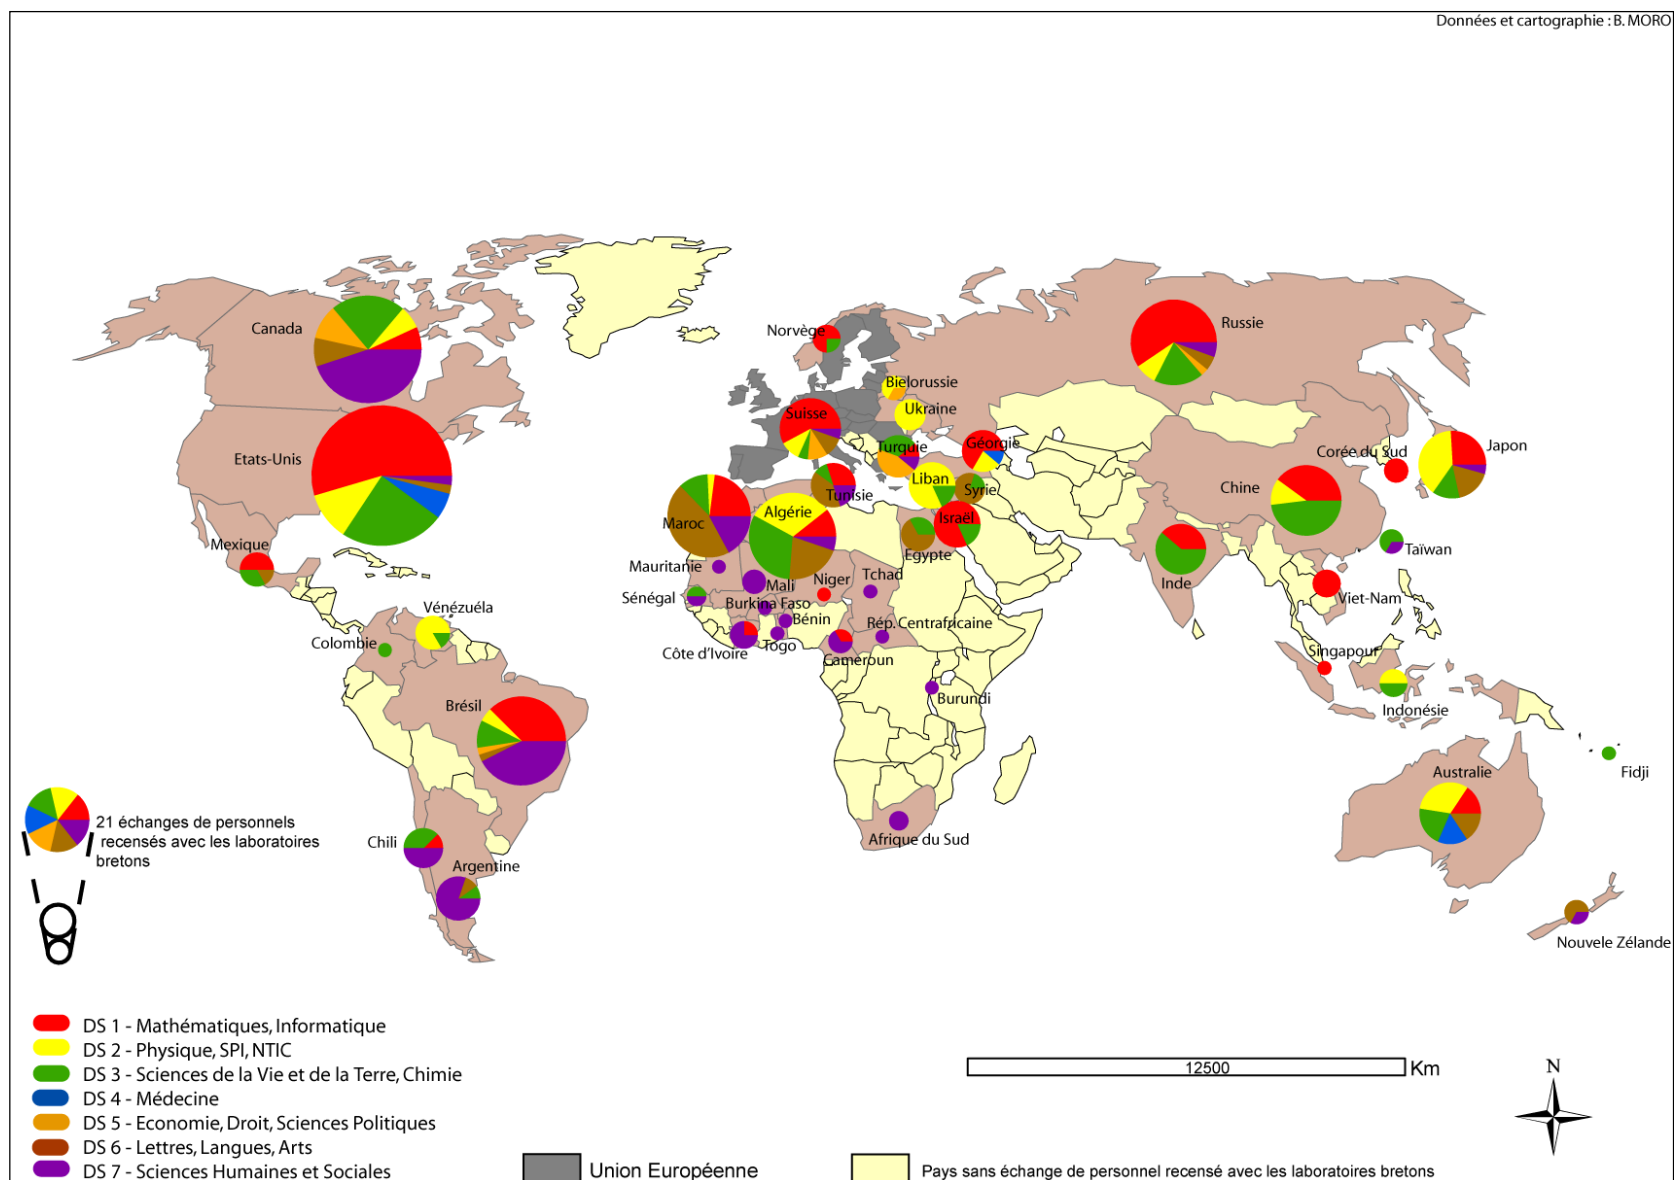 Données et cartographie : B. MORO
Canada
Norvège
Russie
Bielorussie
Ukraine
Suisse
Géorgie
Turquie
Corée du Sud
Japon
Etats-Unis
Liban
Syrie
Tunisie
Chine
Maroc
Algérie
Israël
Egypte
Mexique
Taïwan
Mauritanie
Mali
Niger
Tchad
Inde
Sénégal
Viet-Nam
Vénézuéla
Burkina Faso
Bénin
Rép. Centrafricaine
Colombie
Côte d'Ivoire
Togo
Cameroun
Singapour
Burundi
Indonésie
Brésil
Fidji
Australie
21 échanges de personnels
recensés avec les laboratoires
bretons
Chili
Afrique du Sud
Argentine
Nouvele Zélande
DS 1 - Mathématiques, Informatique
DS 2 - Physique, SPI, NTIC
DS 3 - Sciences de la Vie et de la Terre, Chimie
DS 4 - Médecine
DS 5 - Economie, Droit, Sciences Politiques
DS 6 - Lettres, Langues, Arts
DS 7 - Sciences Humaines et Sociales
12500 Km
N
Union Européenne
Pays sans échange de personnel recensé avec les laboratoires bretons